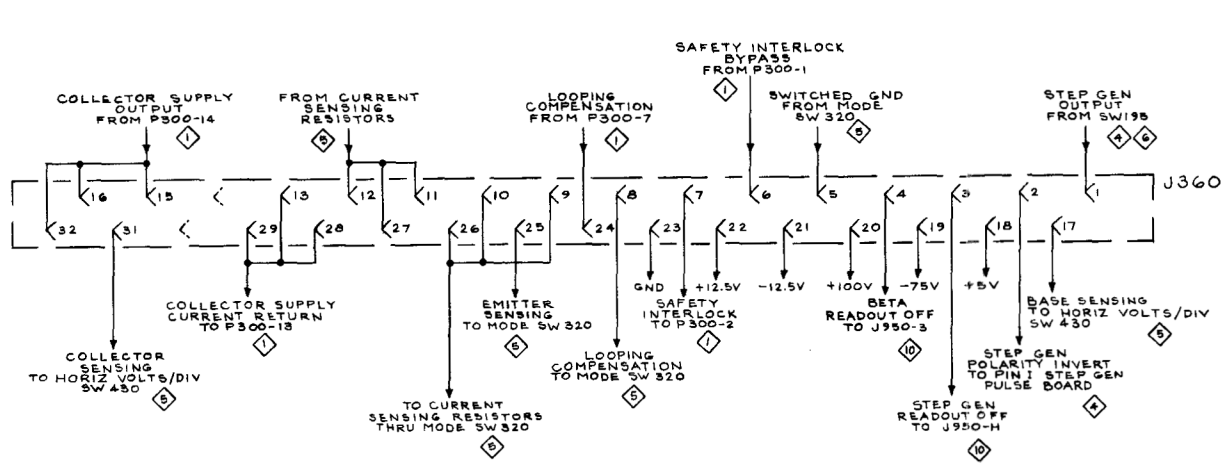 SAFETY INTERLOCK
BYPASS
FROM P300-1
1
COLLECTOR SUPPLY
OUTPUT
FROM P300-14
1
FROM CURRENT
SENSING
RESISTORS
5
LOOPING
COMPENSATION
FROM P300-7
1
SWITCHED GND
FROM MODE
SW 320
5
STEP GEN
OUTPUT
FROM SW195
4 6
16 15 13 12 11 10 9 8 7 6 5 4 3 2 1
J360
32 31 29 28 27 26 25 24 23 22 21 20 19 18 17
GND +12.5V -12.5V +100V -75V +5V
COLLECTOR SUPPLY
CURRENT RETURN
TO P300-13
1
EMITTER
SENSING
TO MODE SW 320
5
SAFETY
INTERLOCK
TO P300-2
1
BETA
READOUT OFF
TO J950-3
10
BASE SENSING
TO HORIZ VOLTS/DIV
SW 430
5
COLLECTOR
SENSING
TO HORIZ VOLTS/DIV
SW 430
5
LOOPING
COMPENSATION
TO MODE SW 320
5
STEP GEN
POLARITY INVERT
TO PIN I STEP GEN
PULSE BOARD
4
TO CURRENT
SENSING RESISTORS
THRU MODE SW 320
5
STEP GEN
READOUT OFF
TO J950-H
10